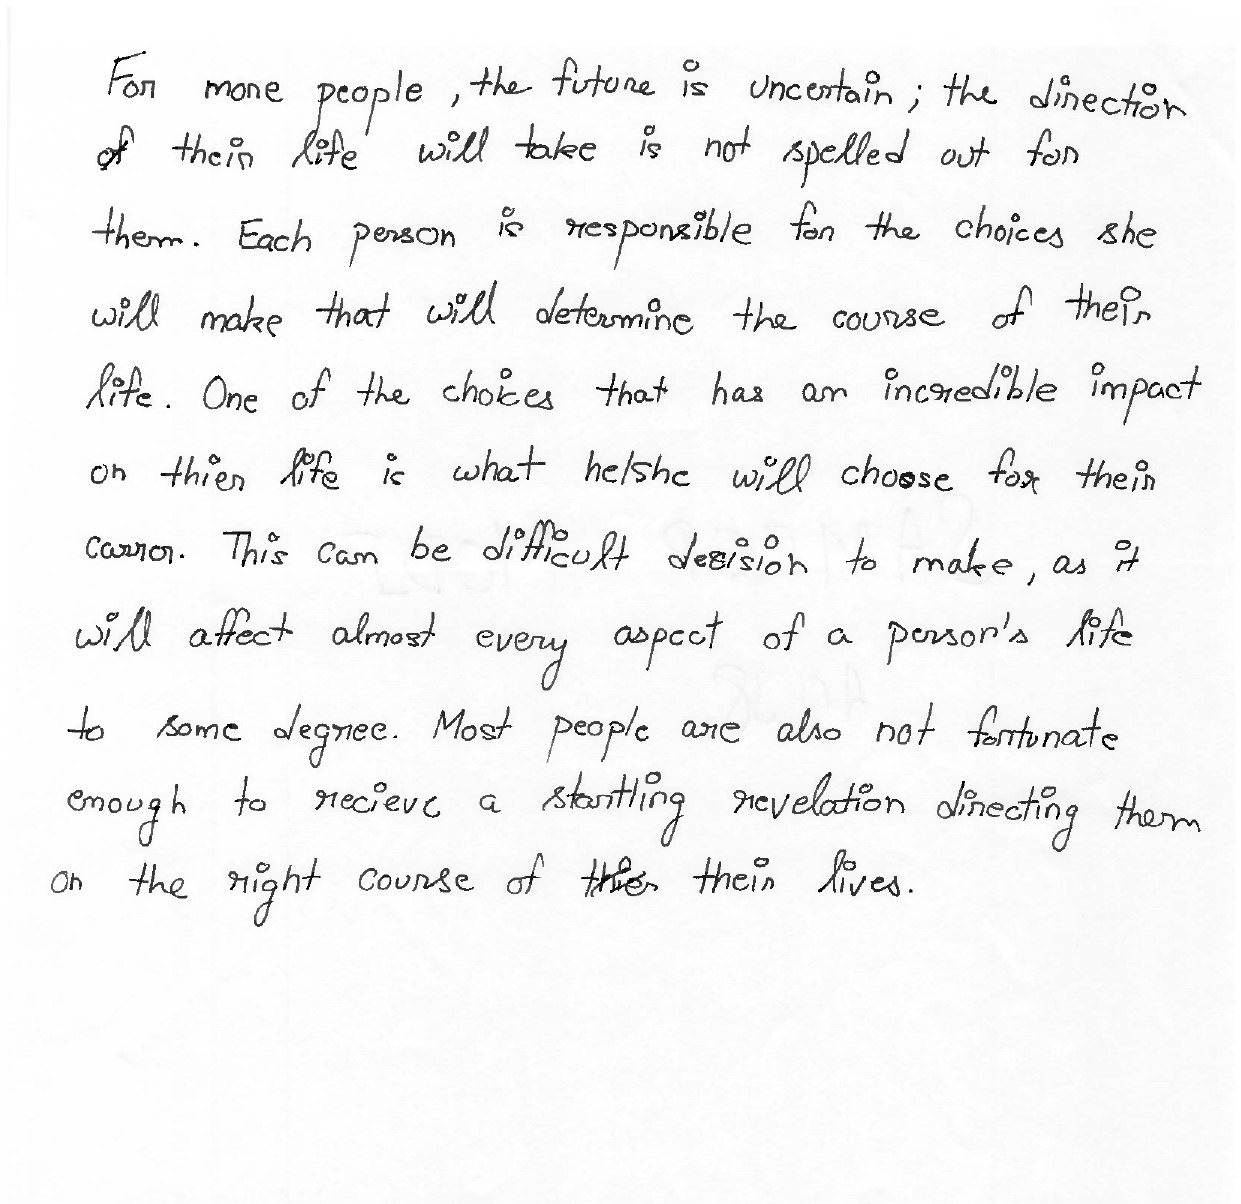 For more people, the future is uncertain; the direction
of their life will take is not spelled out for
them. Each person is responsible for the choices she
will make that will determine the course of their
life. One of the choices that has an incredible impact
on thier life is what he/she will choose for their
carror. This can be difficult desision to make, as it
will affect almost every aspect of a person's life
to some degree. Most people are also not fortunate
enough to recieve a startling revelation directing them
on the right course of their lives.